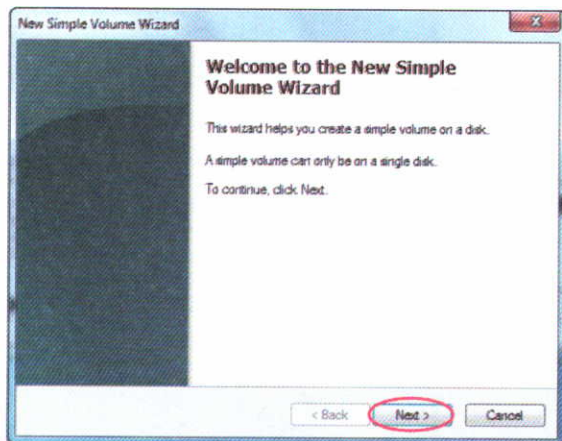 New Simple Volume Wizard
Welcome to the New Simple
Volume Wizard
This wizard helps you create a simple volume on a disk.
A simple volume can only be on a single disk.
To continue, click Next.
< Back Next > Cancel